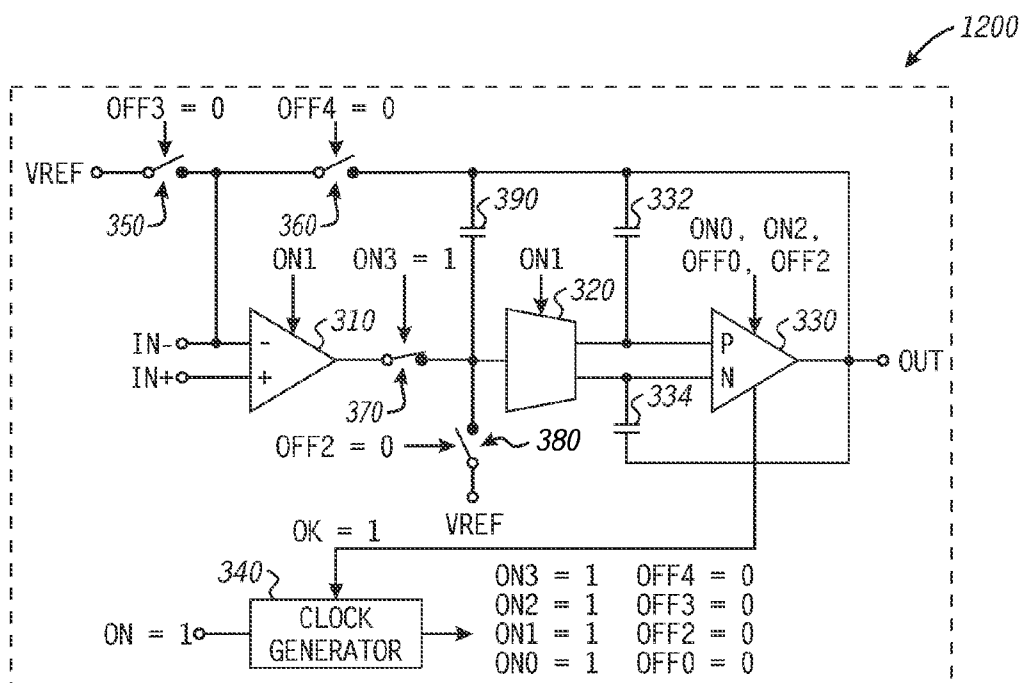 1200
OFF3 = 0 OFF4 = 0
VREF
350 360 390 332
ON1 ON3 = 1 ON1 ON0, ON2,
OFF0, OFF2
310 320 330
IN- - P
OUT
IN+ + N
370 334
OFF2 = 0 380
VREF
OK = 1
340
ON = 1 CLOCK
GENERATOR
ON3 = 1 OFF4 = 0
ON2 = 1 OFF3 = 0
ON1 = 1 OFF2 = 0
ON0 = 1 OFF0 = 0